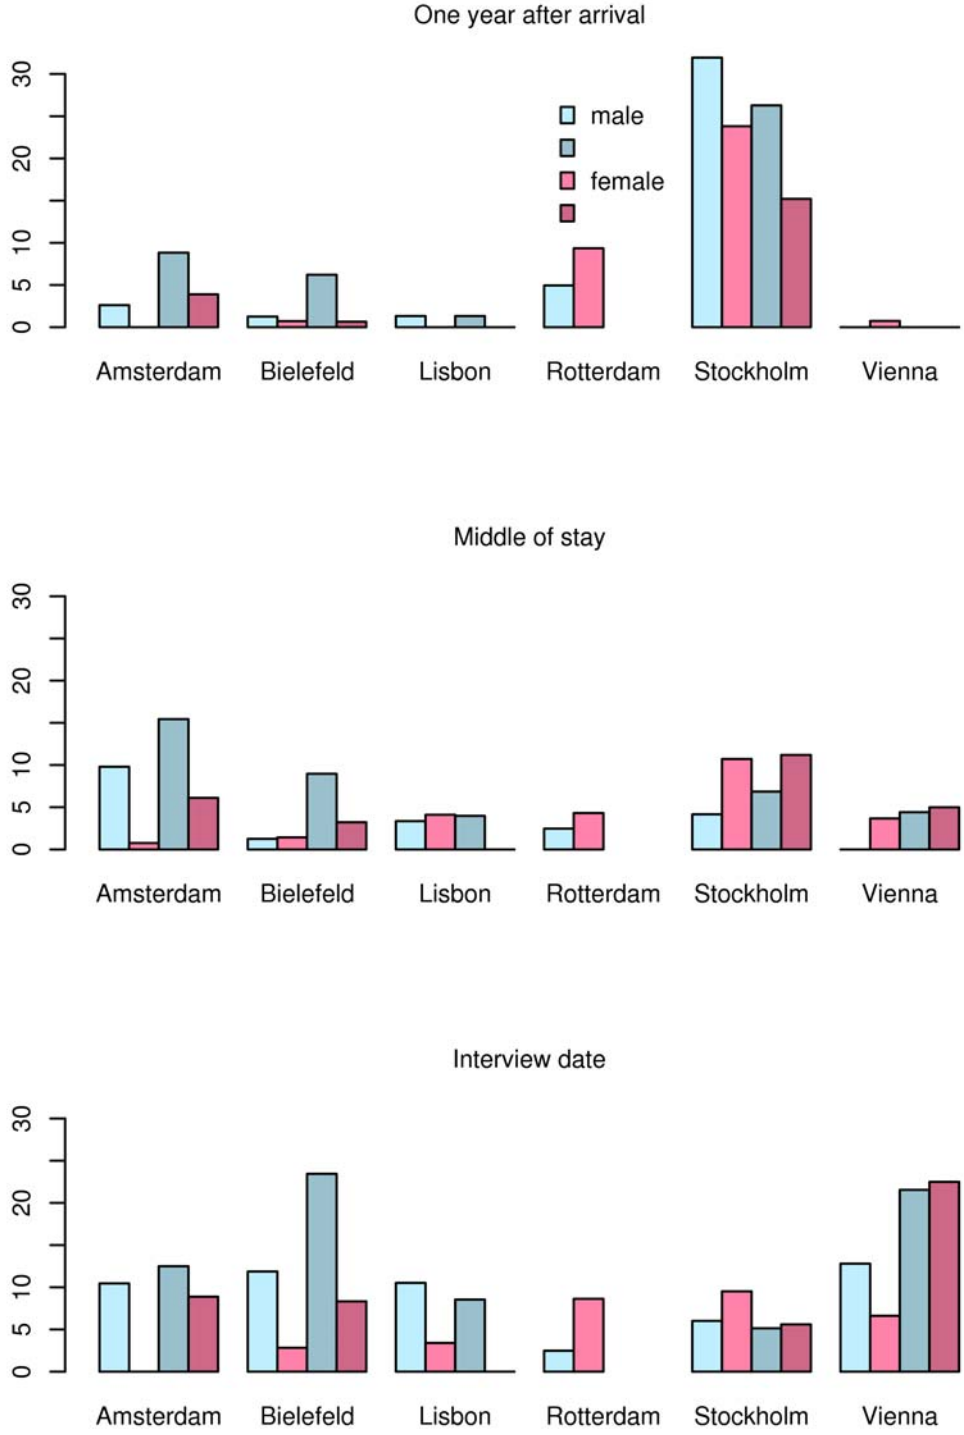 One year after arrival
30
20
10
5
0
male
female
Amsterdam Bielefeld Lisbon Rotterdam Stockholm Vienna
Middle of stay
30
20
10
5
0
Amsterdam Bielefeld Lisbon Rotterdam Stockholm Vienna
Interview date
30
20
10
5
0
Amsterdam Bielefeld Lisbon Rotterdam Stockholm Vienna